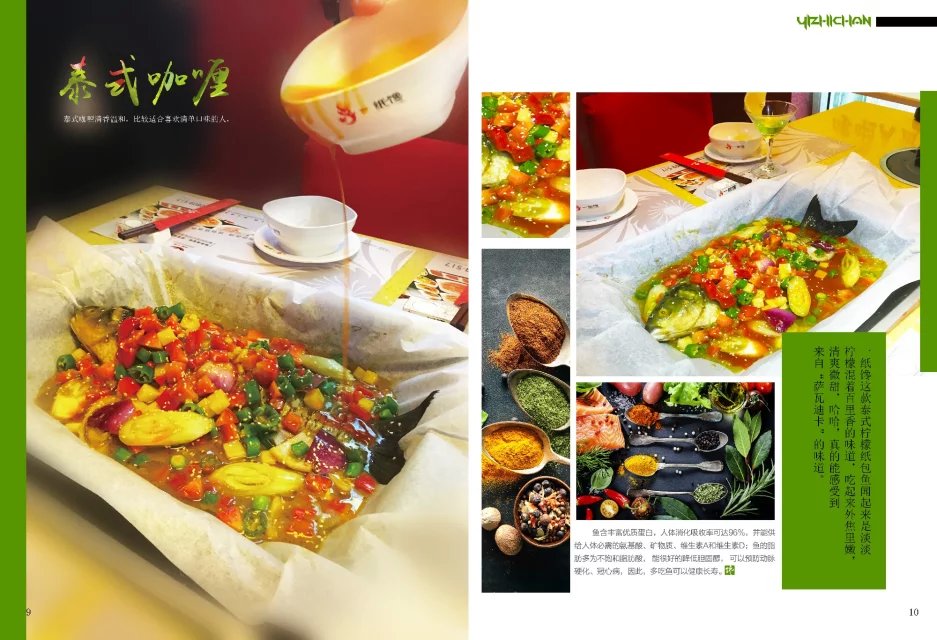 泰式咖喱
泰式咖喱清香温和，比较适合喜欢清单口味的人。
一纸馋
9
YIZHICHAN
一纸馋这款泰式柠檬纸包鱼闻起来是淡淡
柠檬混着百里香的味道，吃起来外焦里嫩，
清爽微甜，哈哈，真的能感受到
来自“萨瓦迪卡”的味道。
鱼含丰富优质蛋白，人体消化吸收率可达96%，并能供
给人体必需的氨基酸、矿物质、维生素A和维生素D；鱼的脂
肪多为不饱和脂肪酸，能很好的降低胆固醇，可以预防动脉
硬化、冠心病，因此，多吃鱼可以健康长寿。
10